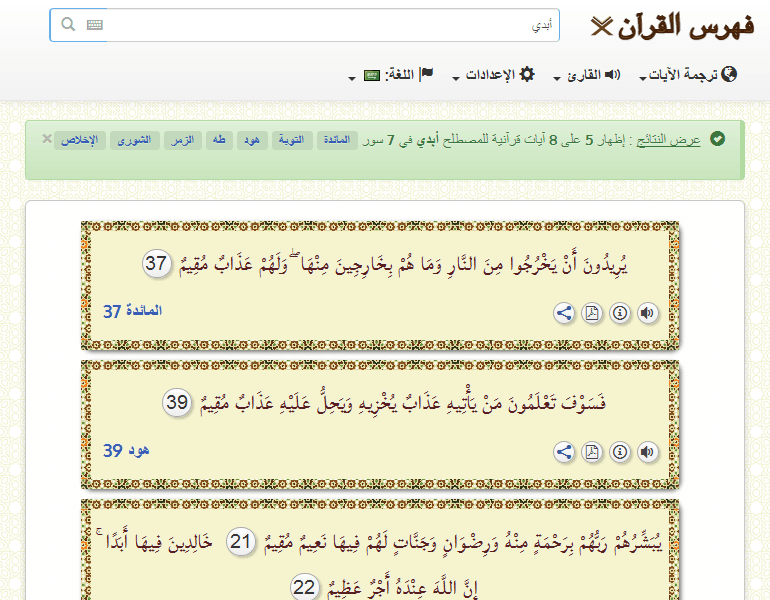 فهرس القرآن
أبدي
ترجمة الآيات
القارئ
الإعدادات
اللغة:
عرض النتائج : إظهار 5 على 8 آيات قرآنية للمصطلح أبدي في 7 سور المائدة التوبة هود طه الزمر الشورى الإخلاص ×
يُرِيدُونَ أَنْ يَخْرُجُوا مِنَ النَّارِ وَمَا هُمْ بِخَارِجِينَ مِنْهَا ۖ وَلَهُمْ عَذَابٌ مُقِيمٌ 37
المائدة 37
فَسَوْفَ تَعْلَمُونَ مَنْ يَأْتِيهِ عَذَابٌ يُخْزِيهِ وَيَحِلُّ عَلَيْهِ عَذَابٌ مُقِيمٌ 39
هود 39
يُبَشِّرُهُمْ رَبُّهُمْ بِرَحْمَةٍ مِنْهُ وَرِضْوَانٍ وَجَنَّاتٍ لَهُمْ فِيهَا نَعِيمٌ مُقِيمٌ 21 خَالِدِينَ فِيهَا أَبَدًا ۚ
إِنَّ اللَّهَ عِنْدَهُ أَجْرٌ عَظِيمٌ 22